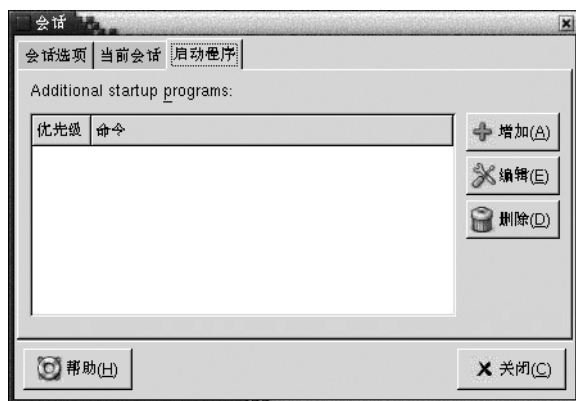 会话
会话选项 当前会话 启动程序
Additional startup programs:
优先级 命令
增加(A)
编辑(E)
删除(D)
帮助(H)
关闭(C)